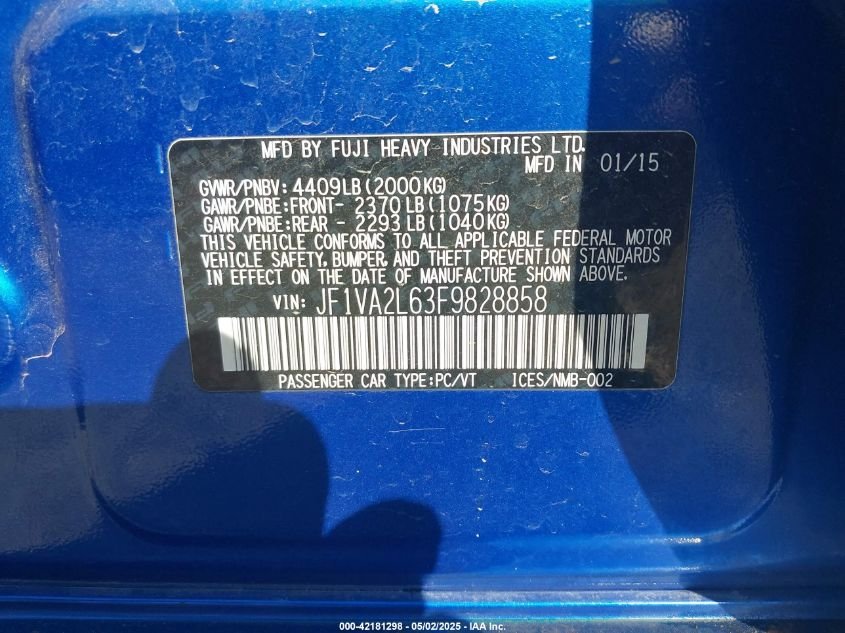 MFD BY FUJI HEAVY INDUSTRIES LTD.
MFD IN 01/15
GVWR/PNBV: 4409LB(2000KG)
GAWR/PNBE:FRONT- 2370LB(1075KG)
GAWR/PNBE:REAR - 2293LB(1040KG)
THIS VEHICLE CONFORMS TO ALL APPLICABLE FEDERAL MOTOR
VEHICLE SAFETY, BUMPER, AND THEFT PREVENTION STANDARDS
IN EFFECT ON THE DATE OF MANUFACTURE SHOWN ABOVE.
VIN: JF1VA2L63F9828858
PASSENGER CAR TYPE:PC/VT ICES/NMB-002
000-42181298 - 05/02/2025 - IAA Inc.